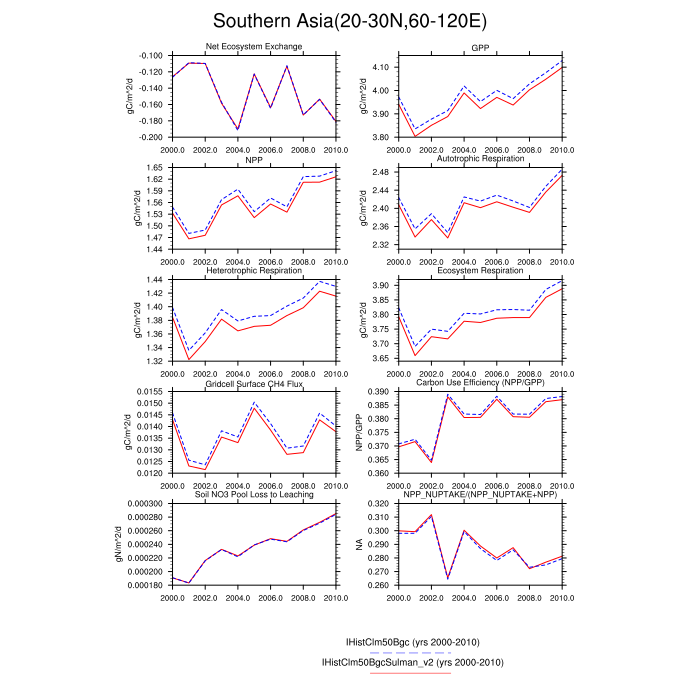 Southern Asia(20-30N,60-120E)
Net Ecosystem Exchange
gC/m^2/d
-0.100
-0.120
-0.140
-0.160
-0.180
-0.200
2000.0 2002.0 2004.0 2006.0 2008.0 2010.0
GPP
gC/m^2/d
4.10
4.00
3.90
3.80
2000.0 2002.0 2004.0 2006.0 2008.0 2010.0
NPP
gC/m^2/d
1.65
1.62
1.59
1.56
1.53
1.50
1.47
1.44
2000.0 2002.0 2004.0 2006.0 2008.0 2010.0
Autotrophic Respiration
gC/m^2/d
2.48
2.44
2.40
2.36
2.32
2000.0 2002.0 2004.0 2006.0 2008.0 2010.0
Heterotrophic Respiration
gC/m^2/d
1.44
1.42
1.40
1.38
1.36
1.34
1.32
2000.0 2002.0 2004.0 2006.0 2008.0 2010.0
Ecosystem Respiration
gC/m^2/d
3.90
3.85
3.80
3.75
3.70
3.65
2000.0 2002.0 2004.0 2006.0 2008.0 2010.0
Gridcell Surface CH4 Flux
gC/m^2/d
0.0155
0.0150
0.0145
0.0140
0.0135
0.0130
0.0125
0.0120
2000.0 2002.0 2004.0 2006.0 2008.0 2010.0
Carbon Use Efficiency (NPP/GPP)
NPP/GPP
0.390
0.385
0.380
0.375
0.370
0.365
0.360
2000.0 2002.0 2004.0 2006.0 2008.0 2010.0
Soil NO3 Pool Loss to Leaching
gN/m^2/d
0.000300
0.000280
0.000260
0.000240
0.000220
0.000200
0.000180
2000.0 2002.0 2004.0 2006.0 2008.0 2010.0
NPP_NUPTAKE/(NPP_NUPTAKE+NPP)
NA
0.320
0.310
0.300
0.290
0.280
0.270
0.260
2000.0 2002.0 2004.0 2006.0 2008.0 2010.0
IHistClm50Bgc (yrs 2000-2010)
IHistClm50BgcSulman_v2 (yrs 2000-2010)